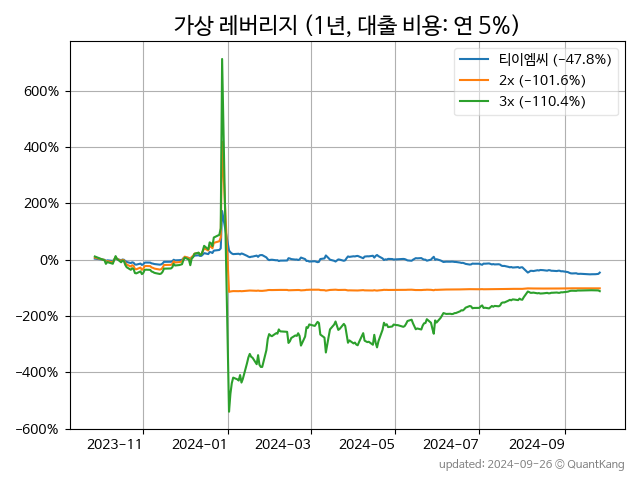 가상 레버리지 (1년, 대출 비용: 연 5%)
티이엠씨 (-47.8%)
2x (-101.6%)
3x (-110.4%)
600%
400%
200%
0%
-200%
-400%
-600%
2023-11 2024-01 2024-03 2024-05 2024-07 2024-09
updated: 2024-09-26 © QuantKang